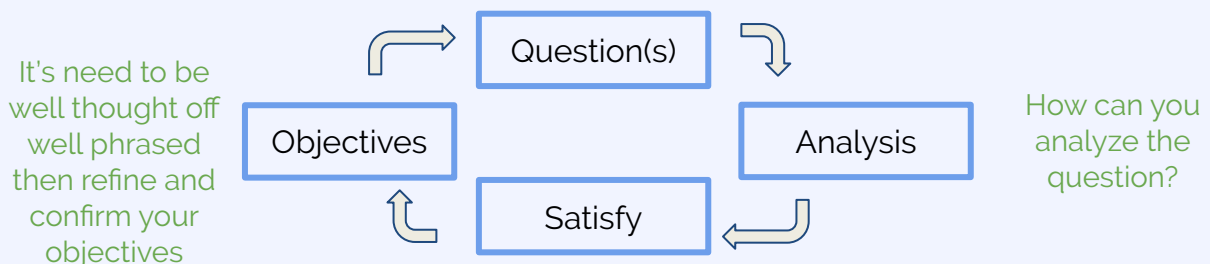 Question(s)
It's need to be
well thought off
well phrased
then refine and
confirm your
objectives
Objectives
Analysis
How can you
analyze the
question?
Satisfy